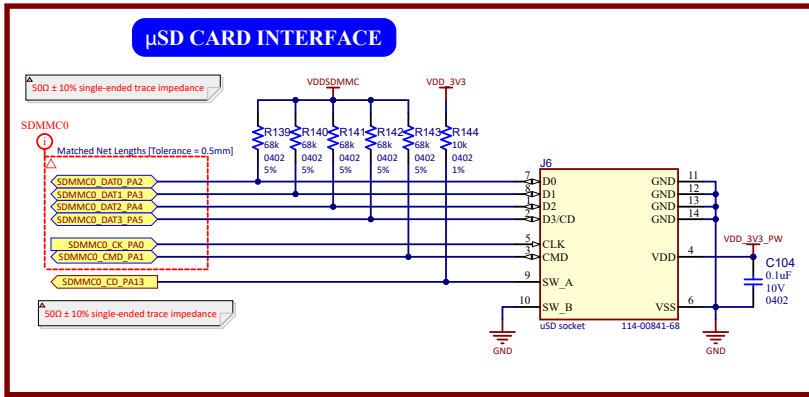 µSD CARD INTERFACE
50Ω ± 10% single-ended trace impedance
VDDSDMMC
VDD_3V3
SDMMC0
i
Matched Net Lengths [Tolerance = 0.5mm]
R139
68k
0402
5%
R140
68k
0402
5%
R141
68k
0402
5%
R142
68k
0402
5%
R143
68k
0402
5%
R144
10k
0402
1%
J6
SDMMC0_DAT0_PA2
7
D0
GND
11
SDMMC0_DAT1_PA3
8
D1
GND
12
SDMMC0_DAT2_PA4
1
D2
GND
13
SDMMC0_DAT3_PA5
2
D3/CD
GND
14
SDMMC0_CK_PA0
5
CLK
SDMMC0_CMD_PA1
3
CMD
VDD
4
VDD_3V3_PW
C104
0.1uF
10V
0402
SDMMC0_CD_PA13
9
SW_A
10
SW_B
VSS
6
50Ω ± 10% single-ended trace impedance
uSD socket
114-00841-68
GND
GND